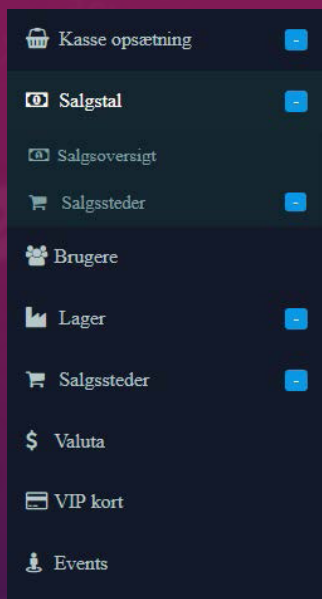 Kasse opsætning -
Salgstal -
Salgsoversigt
Salgssteder -
Brugere
Lager -
Salgssteder -
$ Valuta
VIP kort
Events